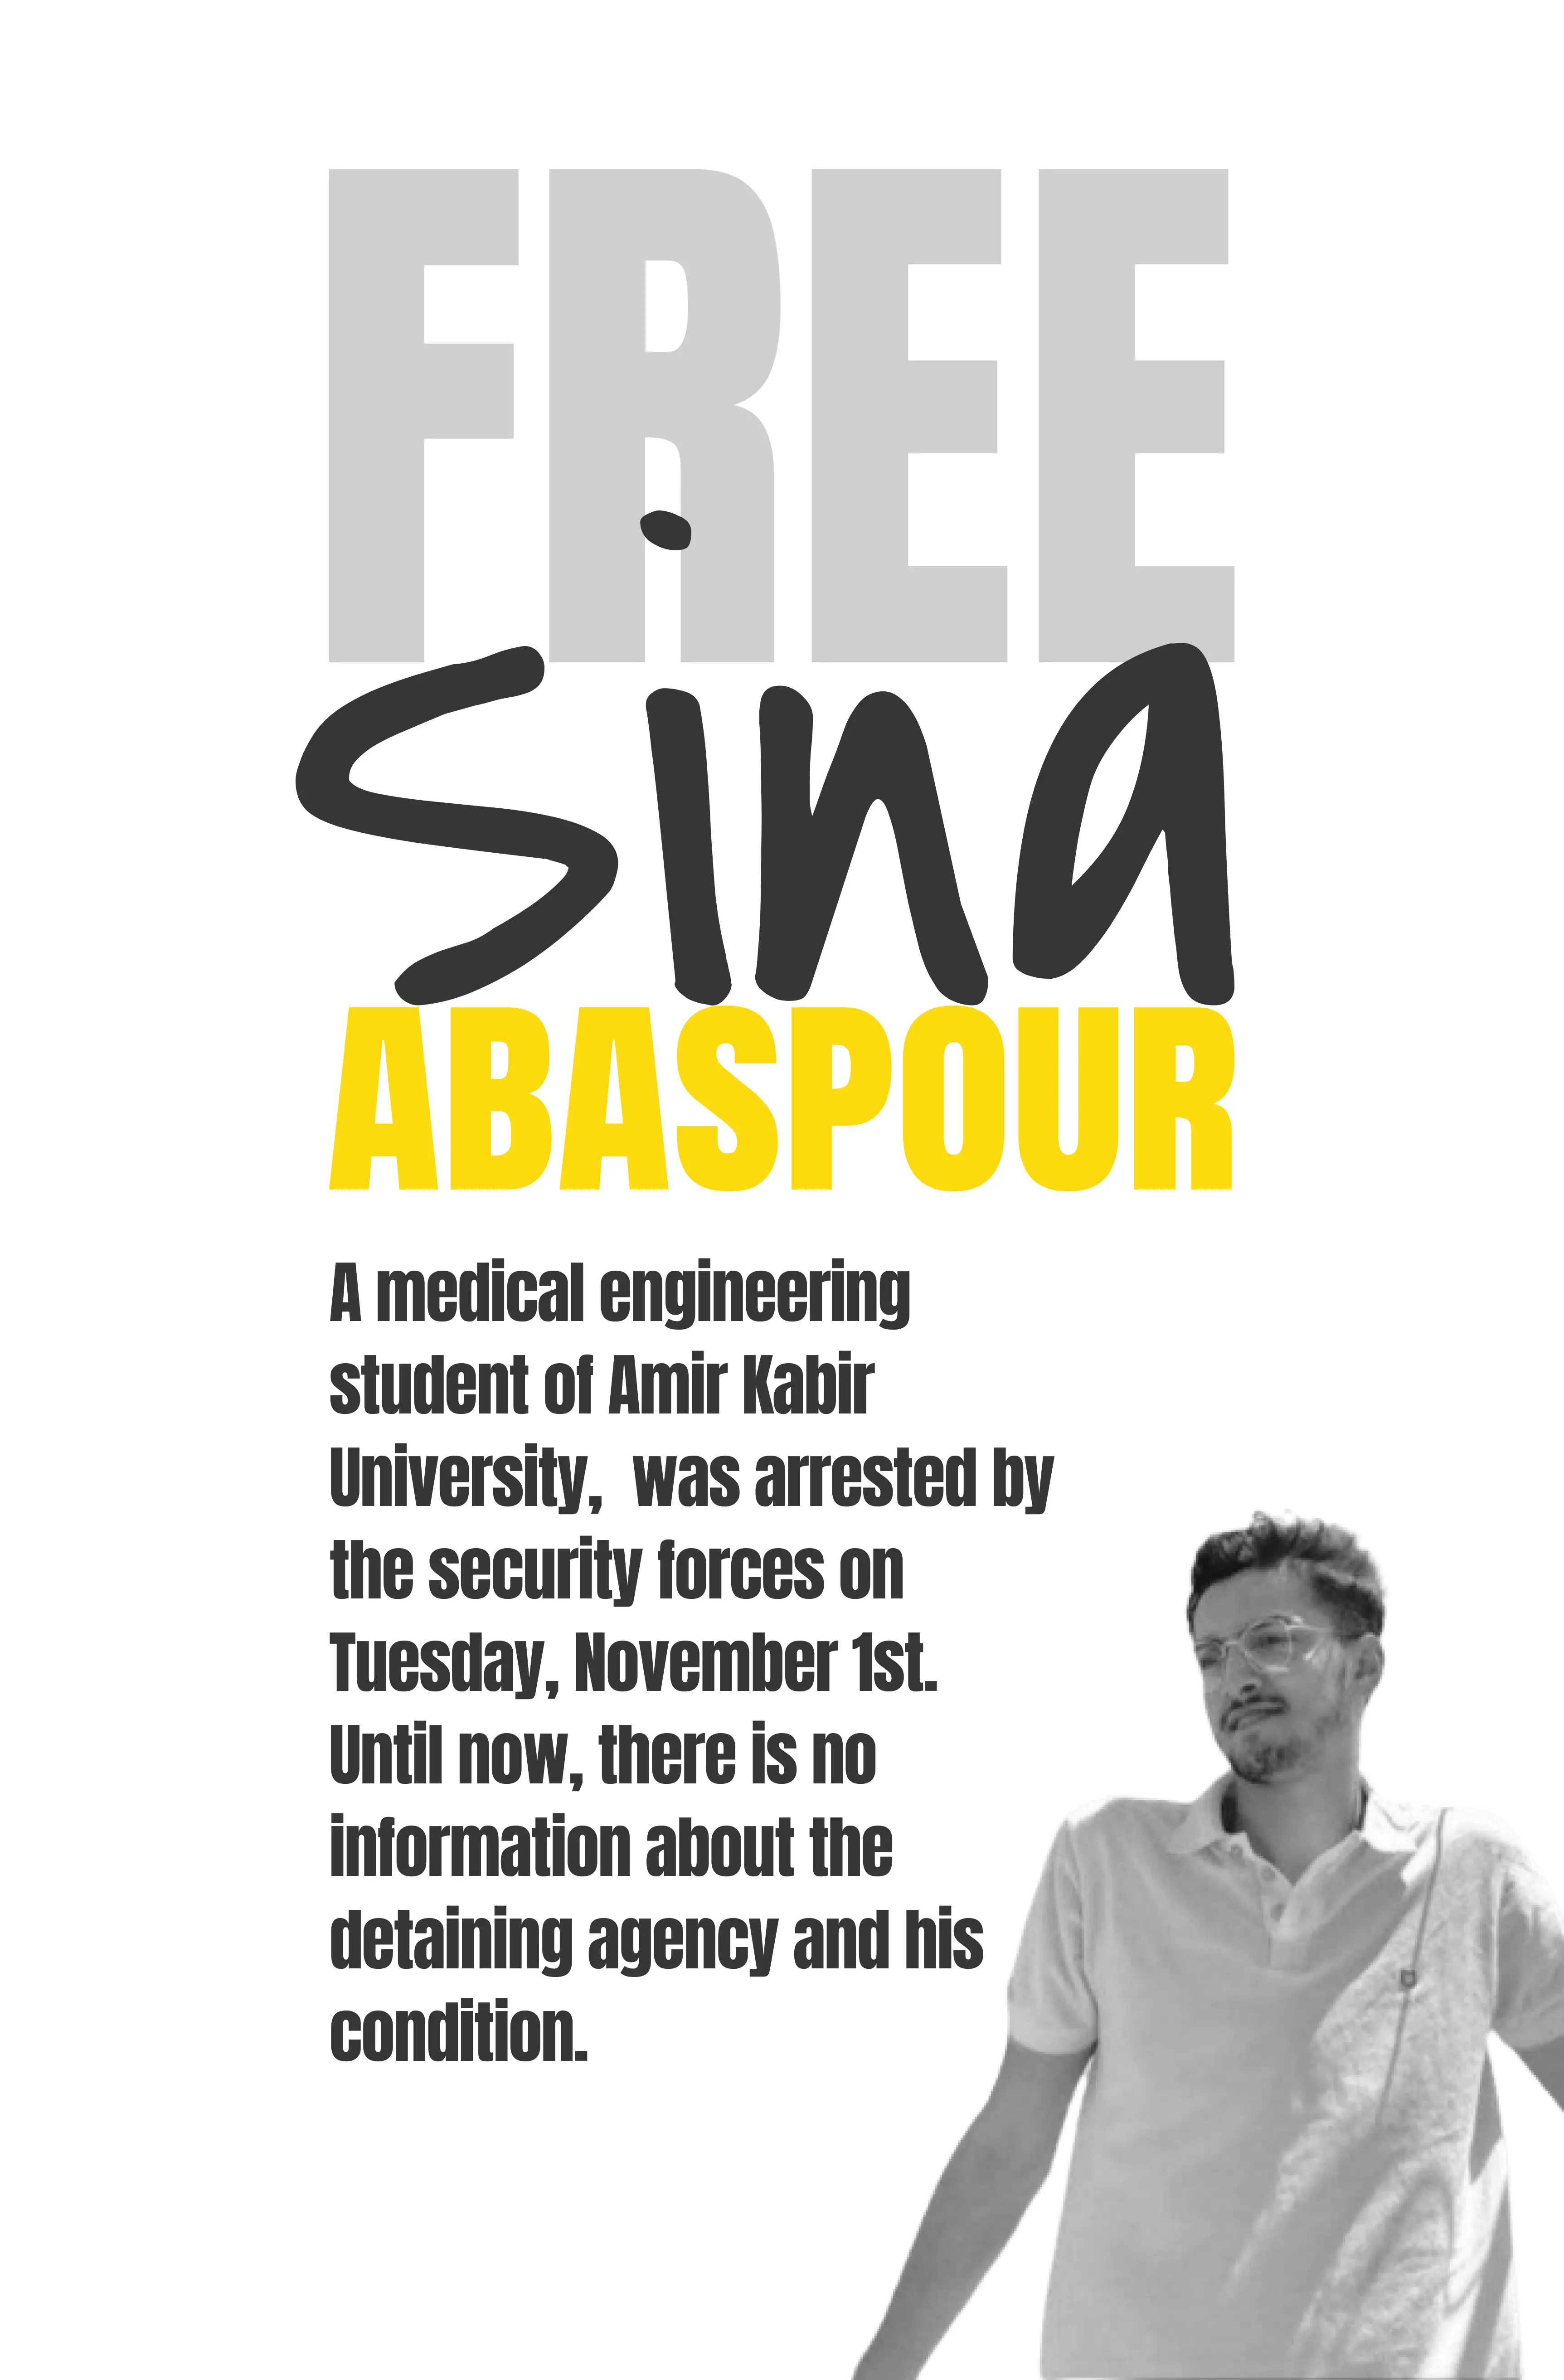 FREE
sina
ABASPOUR
A medical engineering
student of Amir Kabir
University,  was arrested by
the security forces on
Tuesday, November 1st.
Until now, there is no
information about the
detaining agency and his
condition.